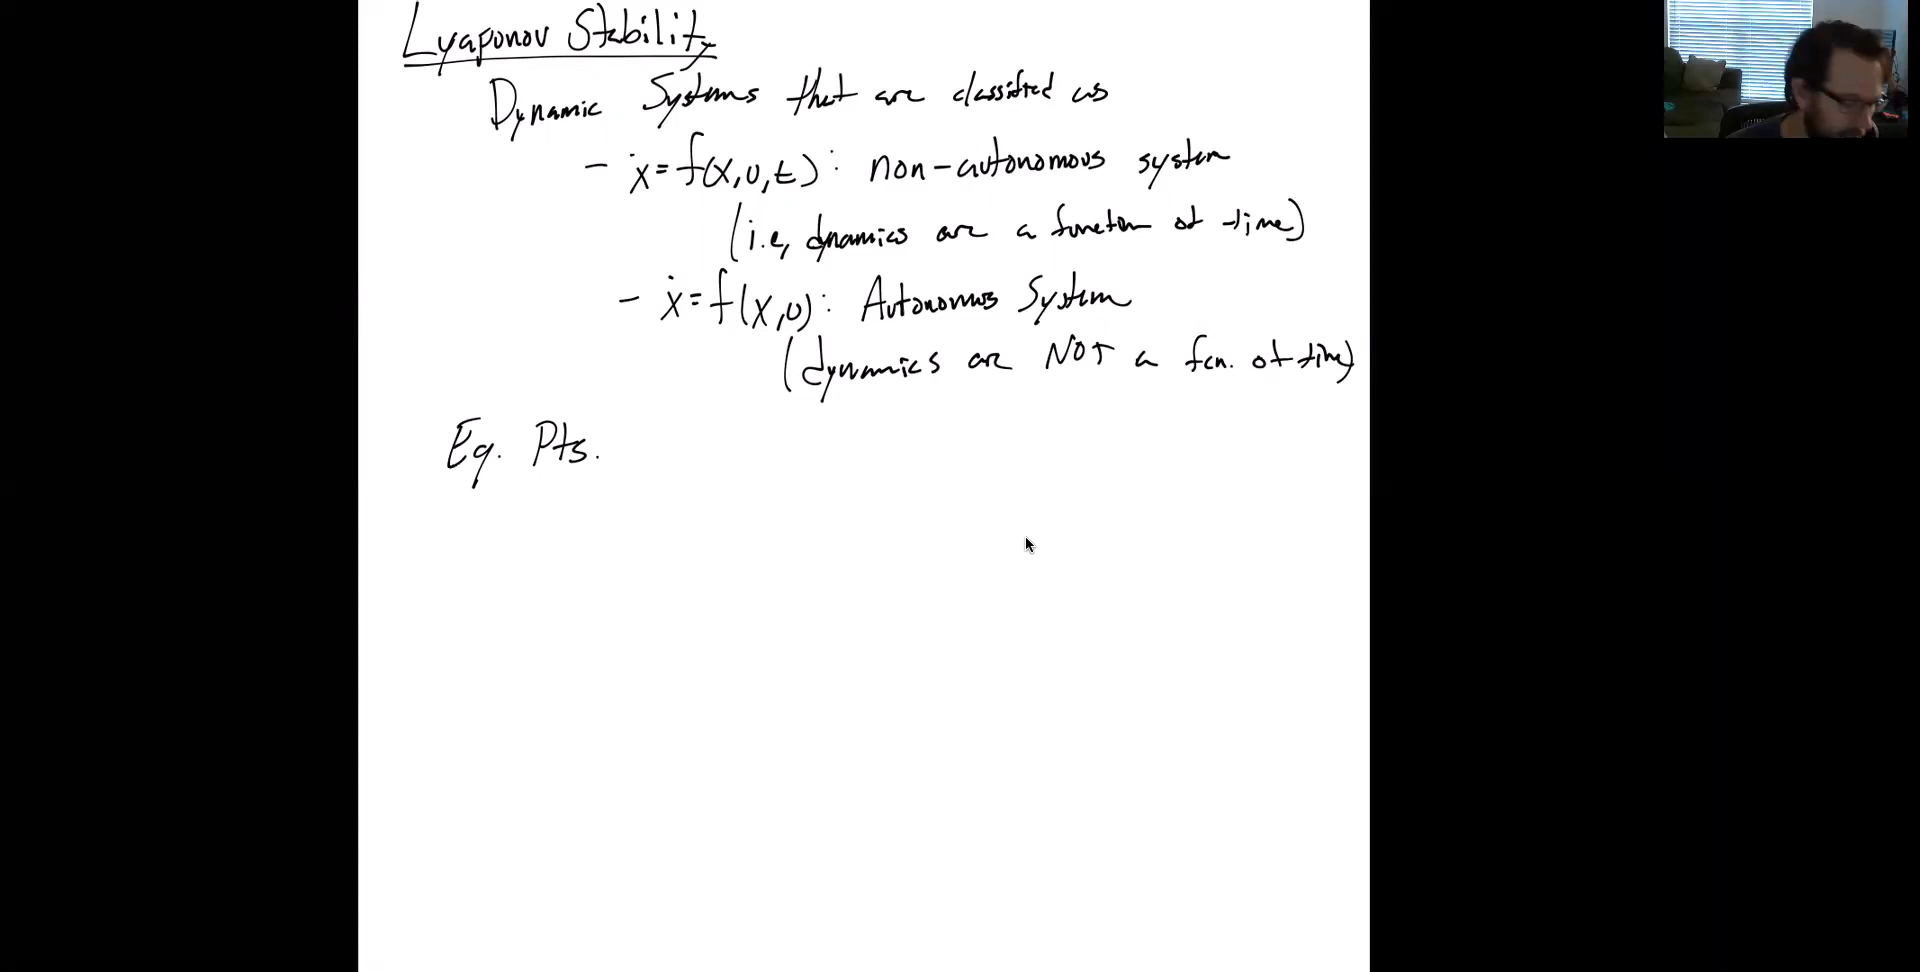 Lyaponov Stability
Dynamic Systems that are classified as
- ẋ = f(x,u,t): non-autonomous system
(i.e, dynamics are a function of time)
- ẋ = f(x,u): Autonomous System
(dynamics are NOT a fcn. of time)
Eq. Pts.